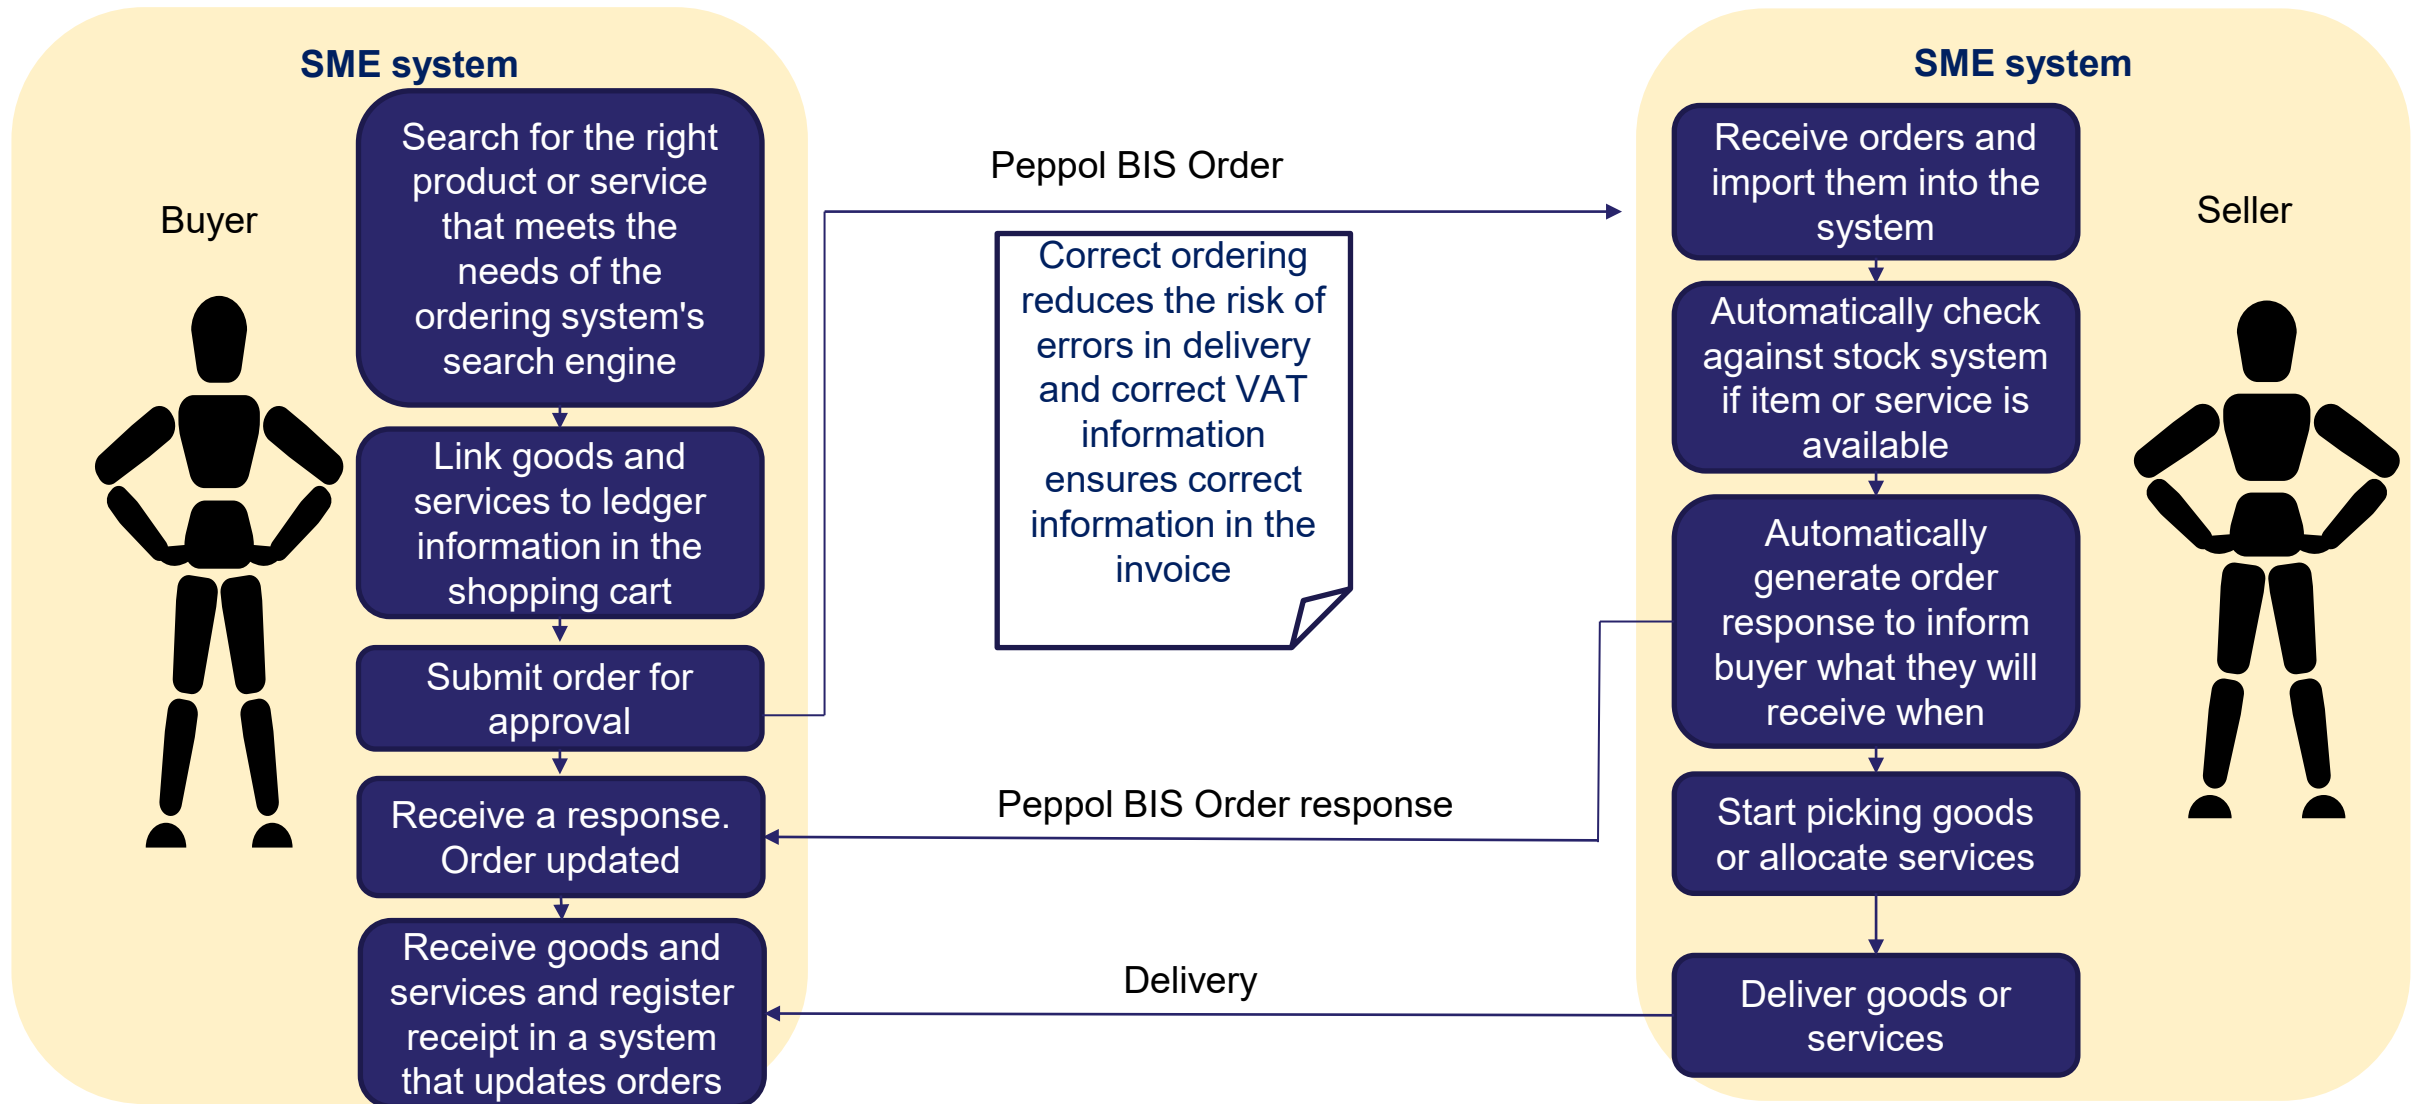 SME system
Buyer
Search for the right
product or service
that meets the
needs of the
ordering system's
search engine
Link goods and
services to ledger
information in the
shopping cart
Submit order for
approval
Receive a response.
Order updated
Receive goods and
services and register
receipt in a system
that updates orders
Peppol BIS Order
Correct ordering
reduces the risk of
errors in delivery
and correct VAT
information
ensures correct
information in the
invoice
Peppol BIS Order response
Delivery
SME system
Seller
Receive orders and
import them into the
system
Automatically check
against stock system
if item or service is
available
Automatically
generate order
response to inform
buyer what they will
receive when
Start picking goods
or allocate services
Deliver goods or
services